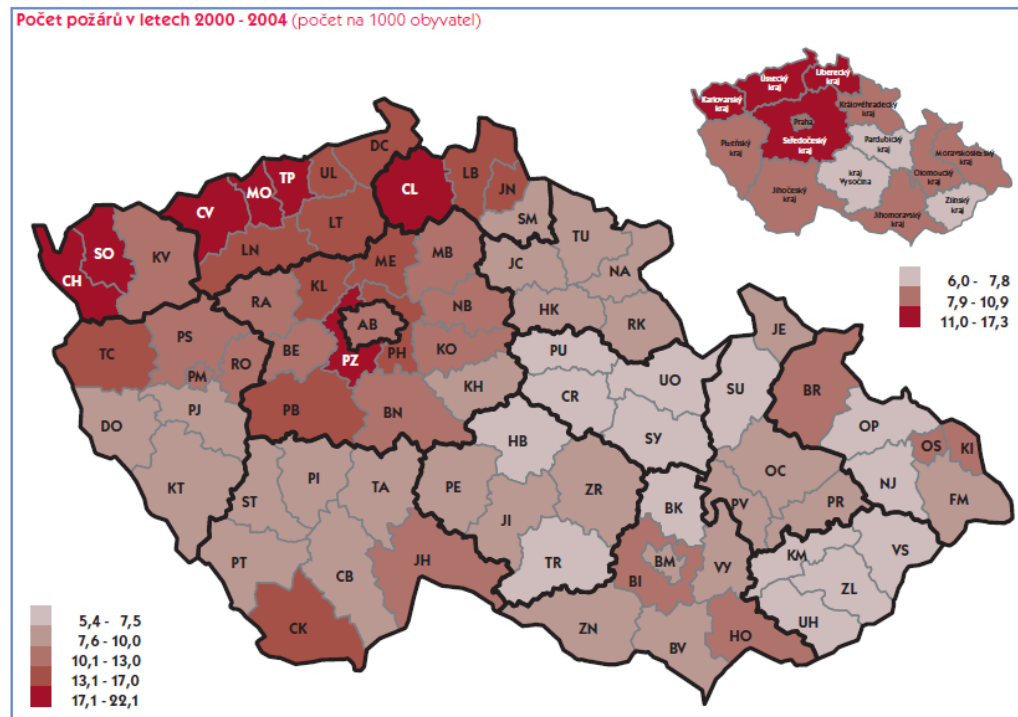 Počet požárů v letech 2000 - 2004 (počet na 1000 obyvatel)
Ústecký
kraj
Liberecký
kraj
Karlovarský
kraj
Královéhradecký
kraj
Praha
Plzeňský
kraj
Středočeský
kraj
Pardubický
kraj
Moravskoslezský
kraj
kraj
Vysočina
Olomoucký
kraj
Jihočeský
kraj
Zlínský
kraj
Jihomoravský
kraj
6,0 - 7,8
7,9 - 10,9
11,0 - 17,3
DC
TP
UL
MO
CL
LB
JN
CV
LT
SM
TU
SO
KV
LN
ME
MB
JC
NA
CH
KL
RA
NB
HK
RK
AB
JE
TC
PS
RO
BE
PZ
PH
KO
PU
PM
KH
UO
SU
BR
DO
PJ
PB
BN
CR
OP
HB
SY
OS
KI
KT
ST
PI
TA
PE
ZR
OC
NJ
JI
BK
PV
PR
FM
PT
CB
JH
TR
BM
BI
VY
KM
VS
ZL
CK
ZN
BV
HO
UH
5,4 - 7,5
7,6 - 10,0
10,1 - 13,0
13,1 - 17,0
17,1 - 22,1